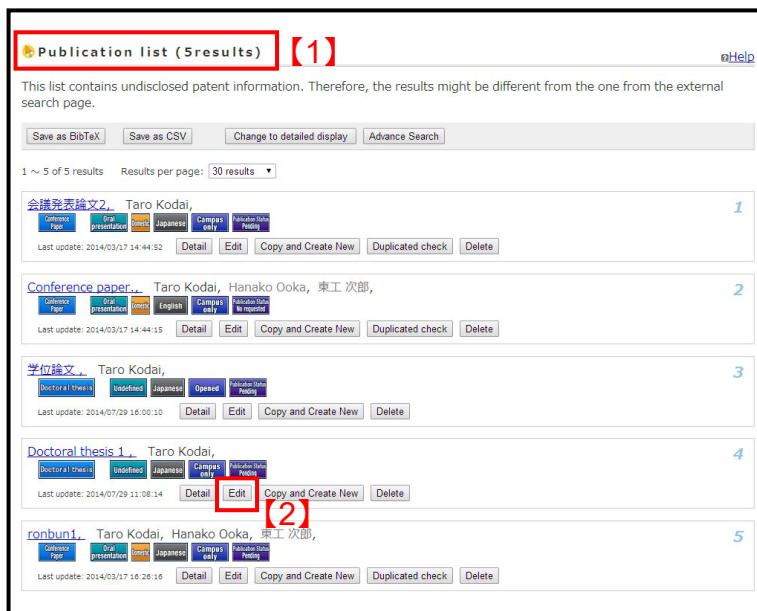 Publication list (5results) 【1】
Help
This list contains undisclosed patent information. Therefore, the results might be different from the one from the external
search page.
Save as BibTeX Save as CSV Change to detailed display Advance Search
1 ～ 5 of 5 results Results per page: 30 results
会議発表論文2, Taro Kodai, 1
Conference Paper Oral presentation Domestic Japanese Campus only Publication Status Pending
Last update: 2014/03/17 14:44:52 Detail Edit Copy and Create New Duplicated check Delete
Conference paper., Taro Kodai, Hanako Ooka, 東工 次郎, 2
Conference Paper Oral presentation Domestic English Campus only Publication Status No requested
Last update: 2014/03/17 14:44:15 Detail Edit Copy and Create New Duplicated check Delete
学位論文 , Taro Kodai, 3
Doctoral thesis Undefined Japanese Opened Publication Status Pending
Last update: 2014/07/29 16:00:10 Detail Edit Copy and Create New Delete
Doctoral thesis 1 , Taro Kodai, 4
Doctoral thesis Undefined Japanese Campus only Publication Status Pending
Last update: 2014/07/29 11:08:14 Detail Edit Copy and Create New Delete
【2】
ronbun1, Taro Kodai, Hanako Ooka, 東工 次郎, 5
Conference Paper Oral presentation Domestic Japanese Campus only Publication Status Pending
Last update: 2014/03/17 16:26:16 Detail Edit Copy and Create New Duplicated check Delete